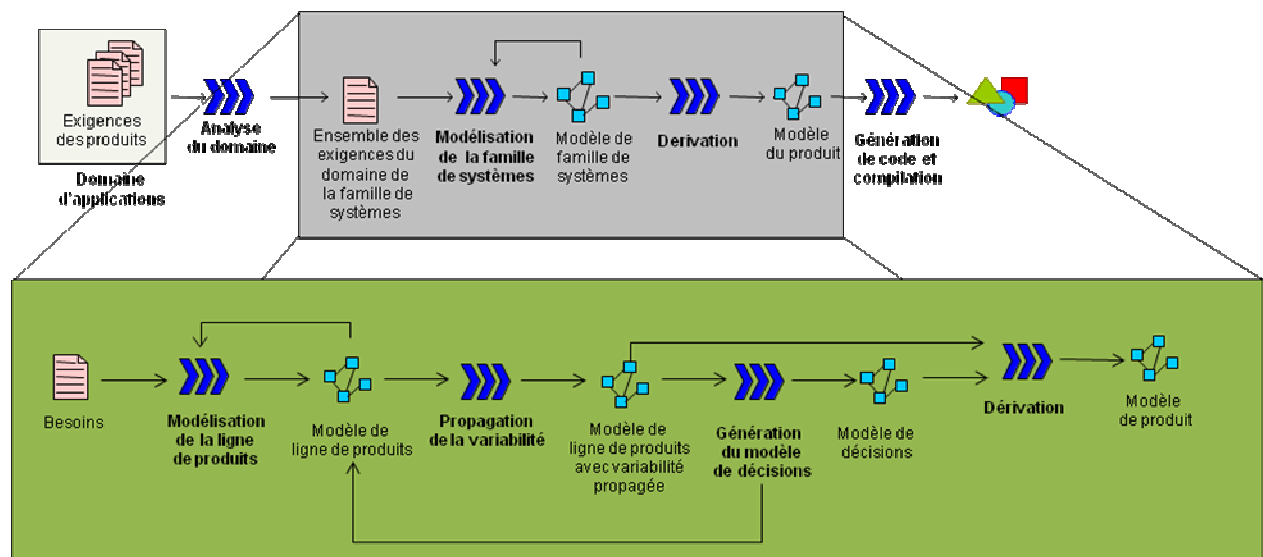 Exigences
des produits
Domaine
d'applications
Analyse
du domaine
Ensemble des
exigences du
domaine de
la famille de
systèmes
Modélisation
de la famille
de systèmes
Modèle de
famille de
systèmes
Derivation
Modèle
du produit
Génération
de code et
compilation
Besoins
Modélisation
de la ligne
de produits
Modèle de
ligne de produits
Propagation
de la variabilité
Modèle de
ligne de produits
avec variabilité
propagée
Génération
du modèle
de décisions
Modèle de
décisions
Dérivation
Modèle
de produit